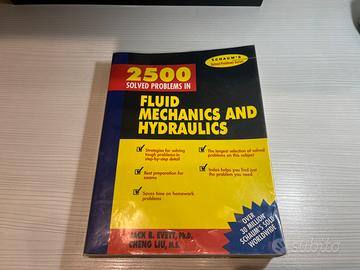 SCHAUM'S
Solved Problems Series
2500
SOLVED PROBLEMS IN
FLUID
MECHANICS AND
HYDRAULICS
Strategies for solving
tough problems in
step-by-step detail
Best preparation for
exams
Saves time on homework
problems
The largest selection of solved
problems on this subject
Index helps you find just
the problem you need
OVER
30 MILLION
SCHAUM'S SOLD
WORLDWIDE
JACK B. EVETT, Ph.D.
CHENG LIU, M.S.
subito